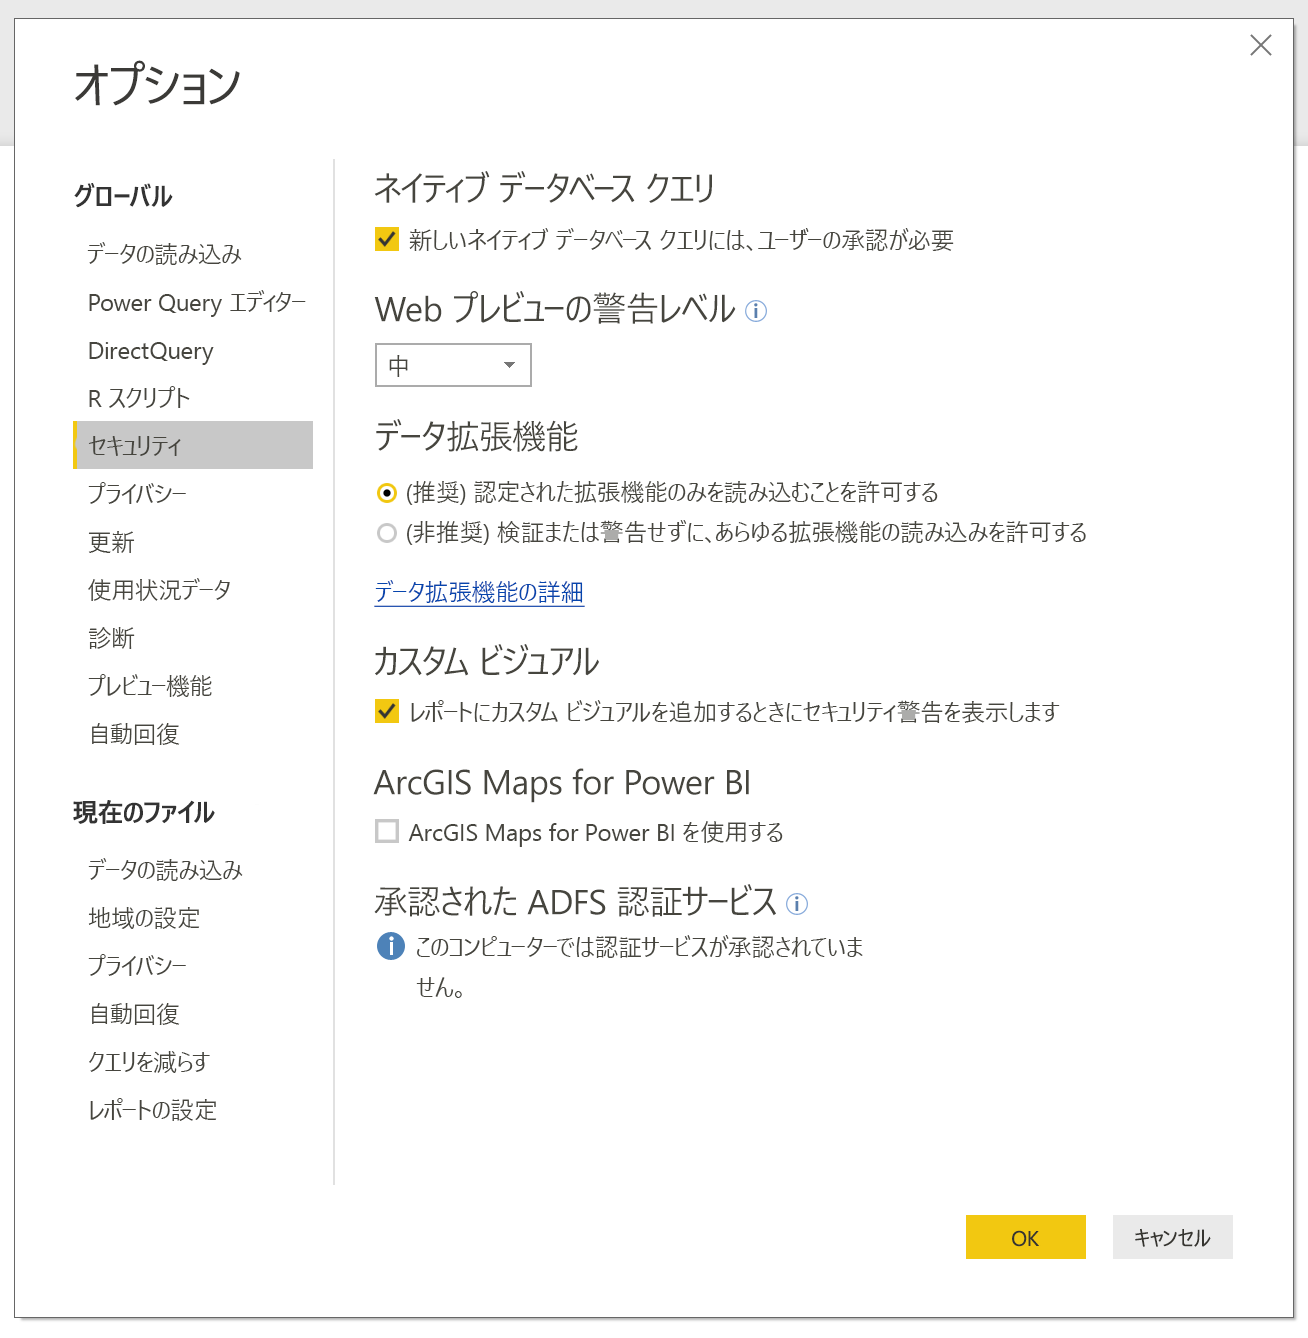 オプション
グローバル
データの読み込み
Power Query エディター
DirectQuery
R スクリプト
セキュリティ
プライバシー
更新
使用状況データ
診断
プレビュー機能
自動回復
現在のファイル
データの読み込み
地域の設定
プライバシー
自動回復
クエリを減らす
レポートの設定
ネイティブ データベース クエリ
新しいネイティブ データベース クエリには、ユーザーの承認が必要
Web プレビューの警告レベル
中
データ拡張機能
(推奨) 認定された拡張機能のみを読み込むことを許可する
(非推奨) 検証または警告せずに、あらゆる拡張機能の読み込みを許可する
データ拡張機能の詳細
カスタム ビジュアル
レポートにカスタム ビジュアルを追加するときにセキュリティ警告を表示します
ArcGIS Maps for Power BI
ArcGIS Maps for Power BI を使用する
承認された ADFS 認証サービス
このコンピューターでは認証サービスが承認されていま
せん。
OK
キャンセル